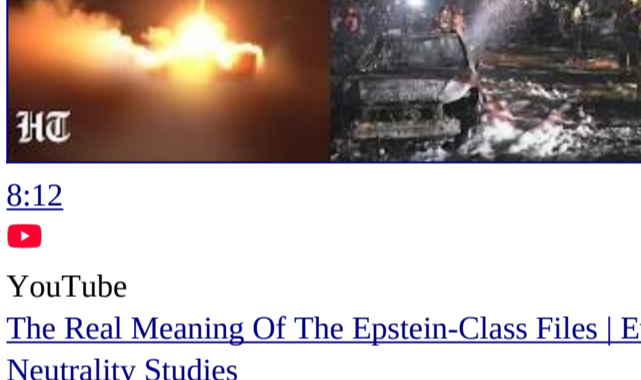 HT
8:12
YouTube
The Real Meaning Of The Epstein-Class Files |
Neutrality Studies